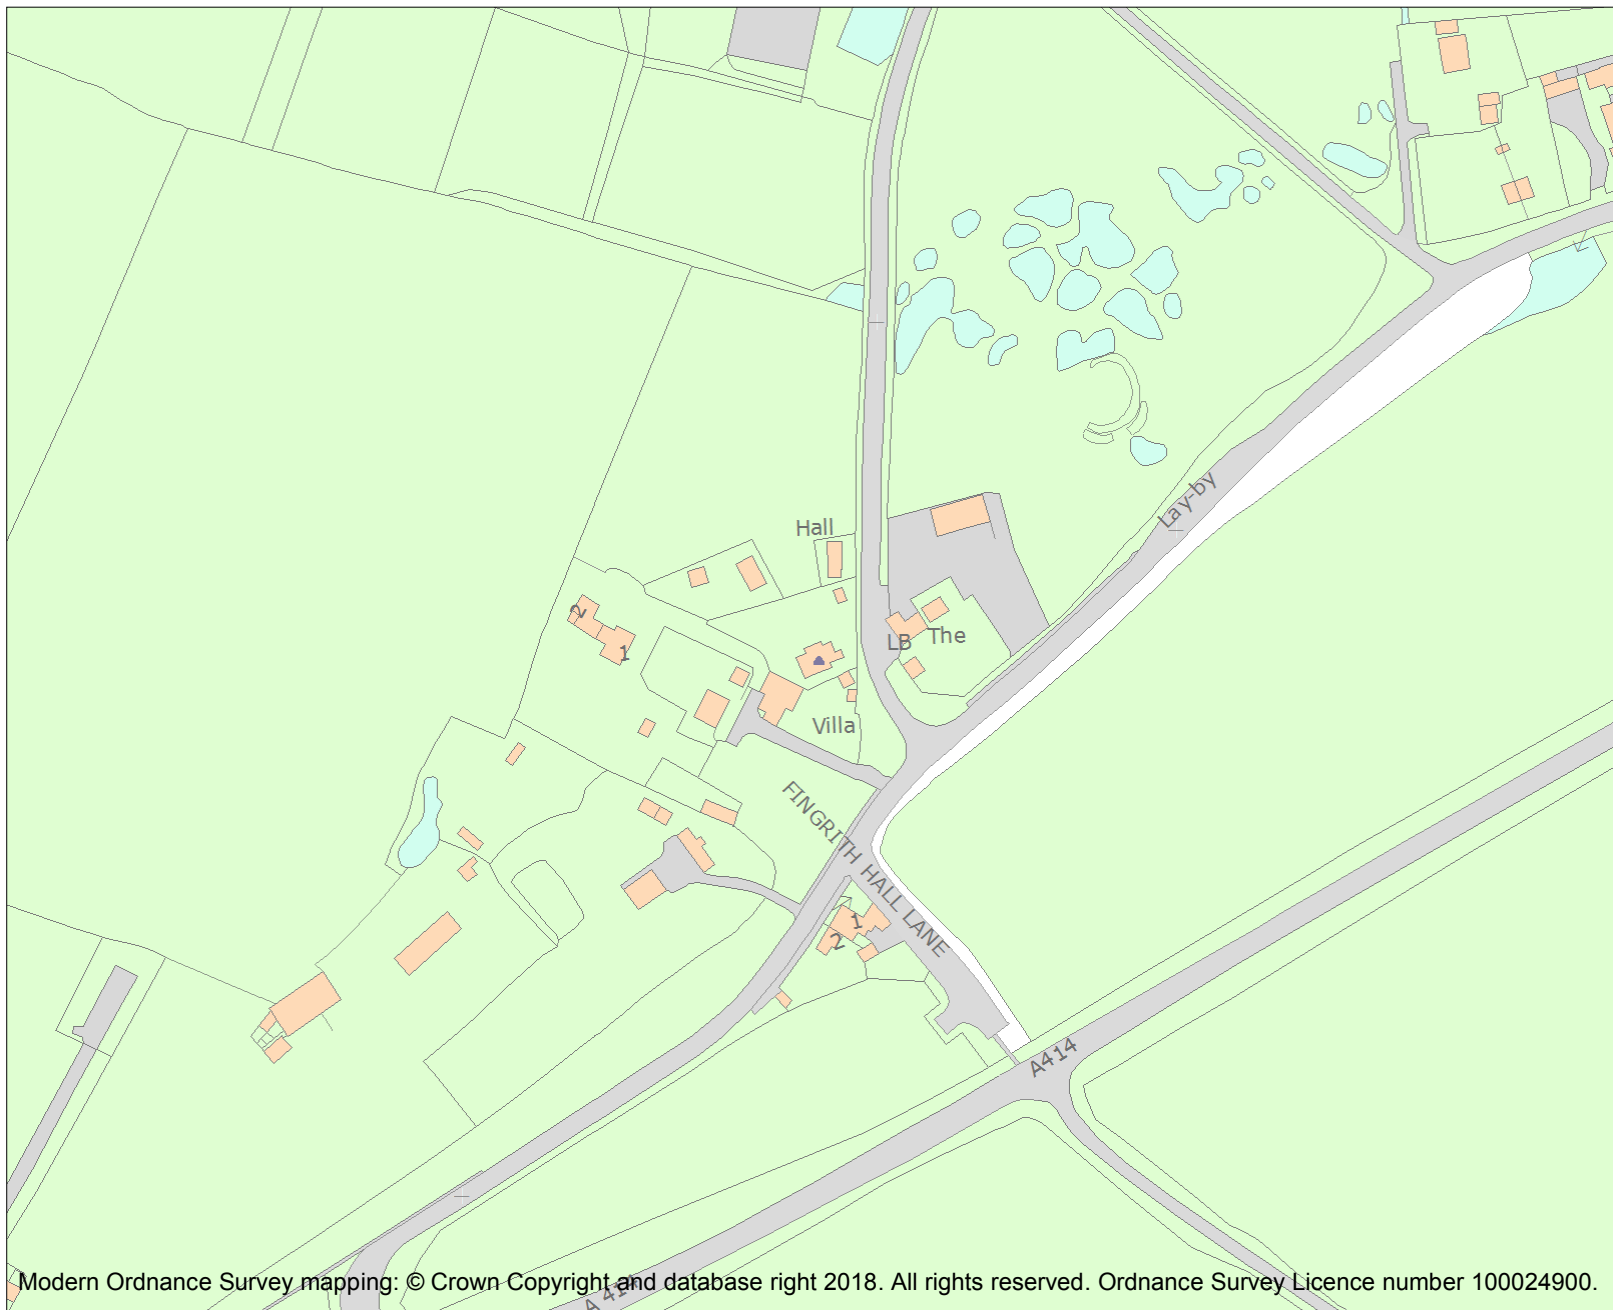 Lay-by
Hall
2
LB
The
1
Villa
FINGRITH HALL LANE
1
2
A414
A 414
Modern Ordnance Survey mapping: © Crown Copyright and database right 2018. All rights reserved. Ordnance Survey Licence number 100024900.